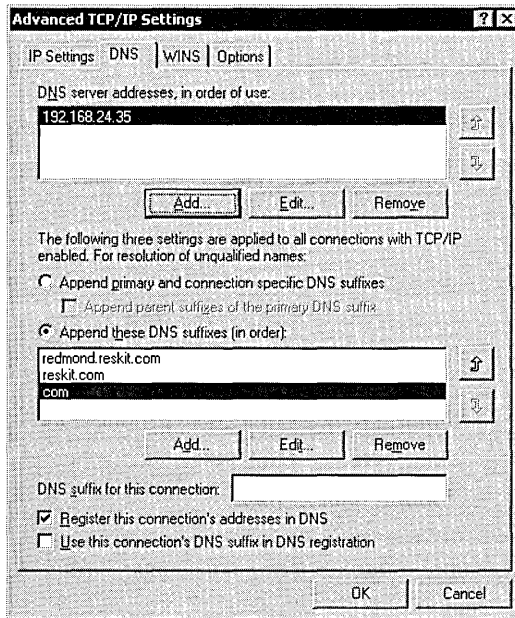 Advanced TCP/IP Settings
IP Settings DNS WINS Options
DNS server addresses, in order of use:
192.168.24.35
Add... Edit... Remove
The following three settings are applied to all connections with TCP/IP
enabled. For resolution of unqualified names:
Append primary and connection specific DNS suffixes
Append parent suffixes of the primary DNS suffix
Append these DNS suffixes (in order):
redmond.reskit.com
reskit.com
com
Add... Edit... Remove
DNS suffix for this connection:
Register this connection's addresses in DNS
Use this connection's DNS suffix in DNS registration
OK Cancel